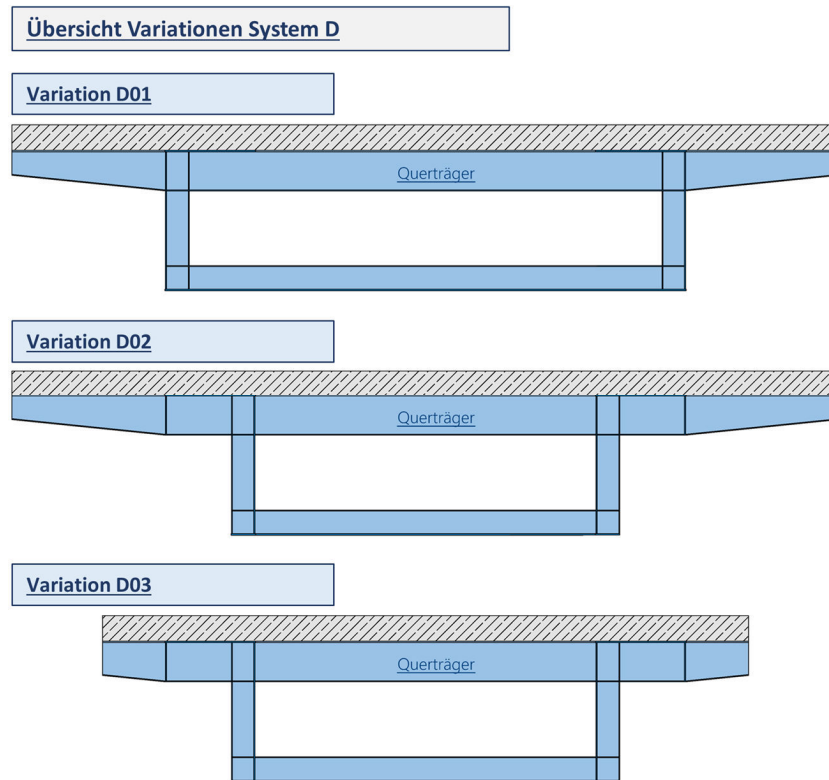 Übersicht Variationen System D
Variation D01
Querträger
Variation D02
Querträger
Variation D03
Querträger